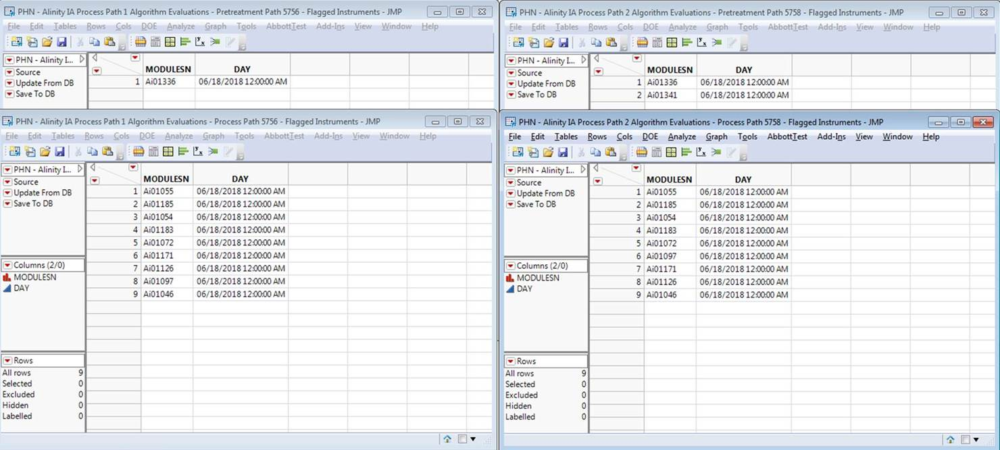 PHN - Alinity IA Process Path 1 Algorithm Evaluations - Pretreatment Path 5756 - Flagged Instruments - JMP
File Edit Tables Rows Cols DOE Analyze Graph Tools AbbottTest Add-Ins View Window Help
PHN - Alinity I...
Source
Update From DB
Save To DB
MODULESN DAY
1 Ai01336 06/18/2018 12:00:00 AM
PHN - Alinity IA Process Path 2 Algorithm Evaluations - Pretreatment Path 5758 - Flagged Instruments - JMP
File Edit Tables Rows Cols DOE Analyze Graph Tools AbbottTest Add-Ins View Window Help
PHN - Alinity I...
Source
Update From DB
Save To DB
MODULESN DAY
1 Ai01336 06/18/2018 12:00:00 AM
2 Ai01341 06/18/2018 12:00:00 AM
PHN - Alinity IA Process Path 1 Algorithm Evaluations - Process Path 5756 - Flagged Instruments - JMP
File Edit Tables Rows Cols DOE Analyze Graph Tools AbbottTest Add-Ins View Window Help
PHN - Alinity I...
Source
Update From DB
Save To DB
Columns (2/0)
MODULESN
DAY
Rows
All rows 9
Selected 0
Excluded 0
Hidden 0
Labelled 0
MODULESN DAY
1 Ai01055 06/18/2018 12:00:00 AM
2 Ai01185 06/18/2018 12:00:00 AM
3 Ai01054 06/18/2018 12:00:00 AM
4 Ai01183 06/18/2018 12:00:00 AM
5 Ai01072 06/18/2018 12:00:00 AM
6 Ai01171 06/18/2018 12:00:00 AM
7 Ai01126 06/18/2018 12:00:00 AM
8 Ai01097 06/18/2018 12:00:00 AM
9 Ai01046 06/18/2018 12:00:00 AM
PHN - Alinity IA Process Path 2 Algorithm Evaluations - Process Path 5758 - Flagged Instruments - JMP
File Edit Tables Rows Cols DOE Analyze Graph Tools AbbottTest Add-Ins View Window Help
PHN - Alinity I...
Source
Update From DB
Save To DB
Columns (2/0)
MODULESN
DAY
Rows
All rows 9
Selected 0
Excluded 0
Hidden 0
Labelled 0
MODULESN DAY
1 Ai01055 06/18/2018 12:00:00 AM
2 Ai01185 06/18/2018 12:00:00 AM
3 Ai01054 06/18/2018 12:00:00 AM
4 Ai01183 06/18/2018 12:00:00 AM
5 Ai01072 06/18/2018 12:00:00 AM
6 Ai01097 06/18/2018 12:00:00 AM
7 Ai01171 06/18/2018 12:00:00 AM
8 Ai01126 06/18/2018 12:00:00 AM
9 Ai01046 06/18/2018 12:00:00 AM